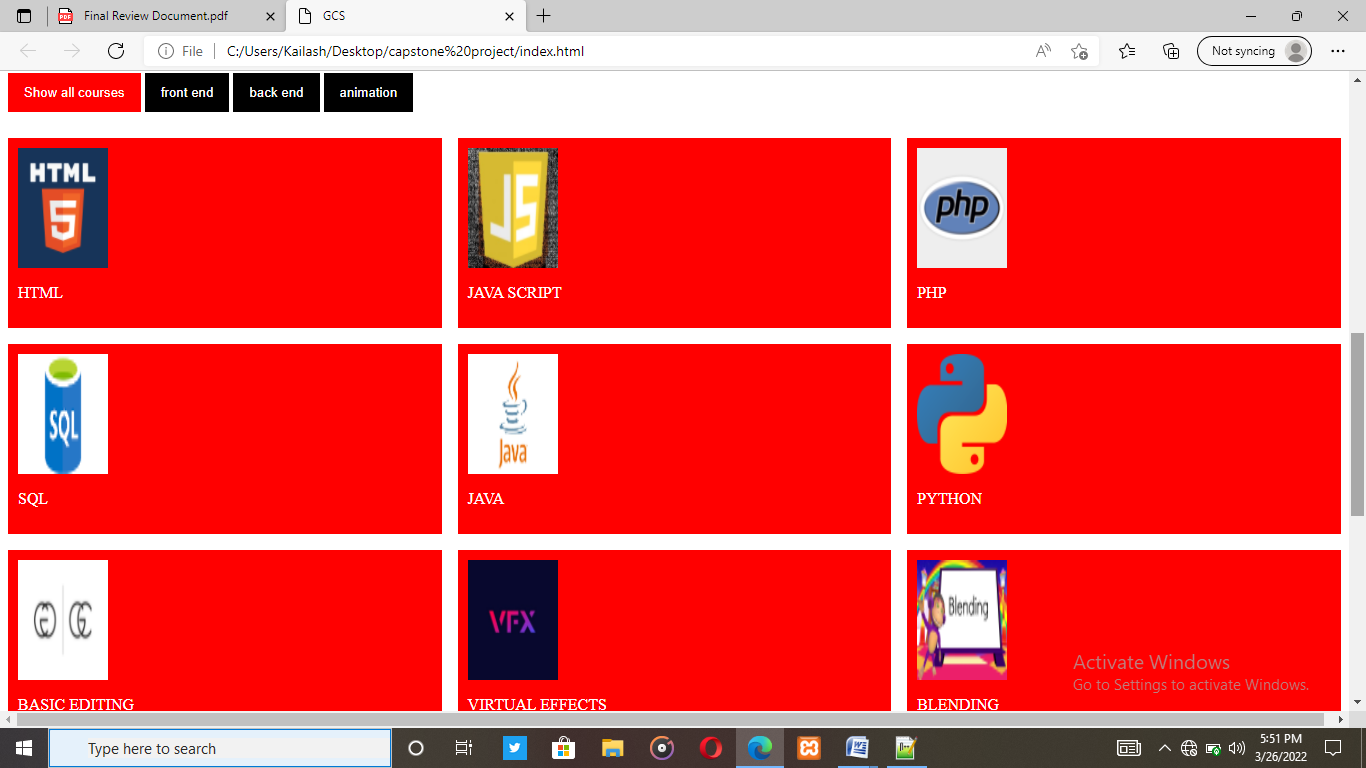 Final Review Document.pdf
GCS
File
C:/Users/Kailash/Desktop/capstone%20project/index.html
Not syncing
Show all courses
front end
back end
animation
HTML
5
JS
php
HTML
JAVA SCRIPT
PHP
SQL
Java
SQL
JAVA
PYTHON
VFX
Blending
BASIC EDITING
VIRTUAL EFFECTS
BLENDING
Activate Windows
Go to Settings to activate Windows.
Type here to search
5:51 PM
3/26/2022